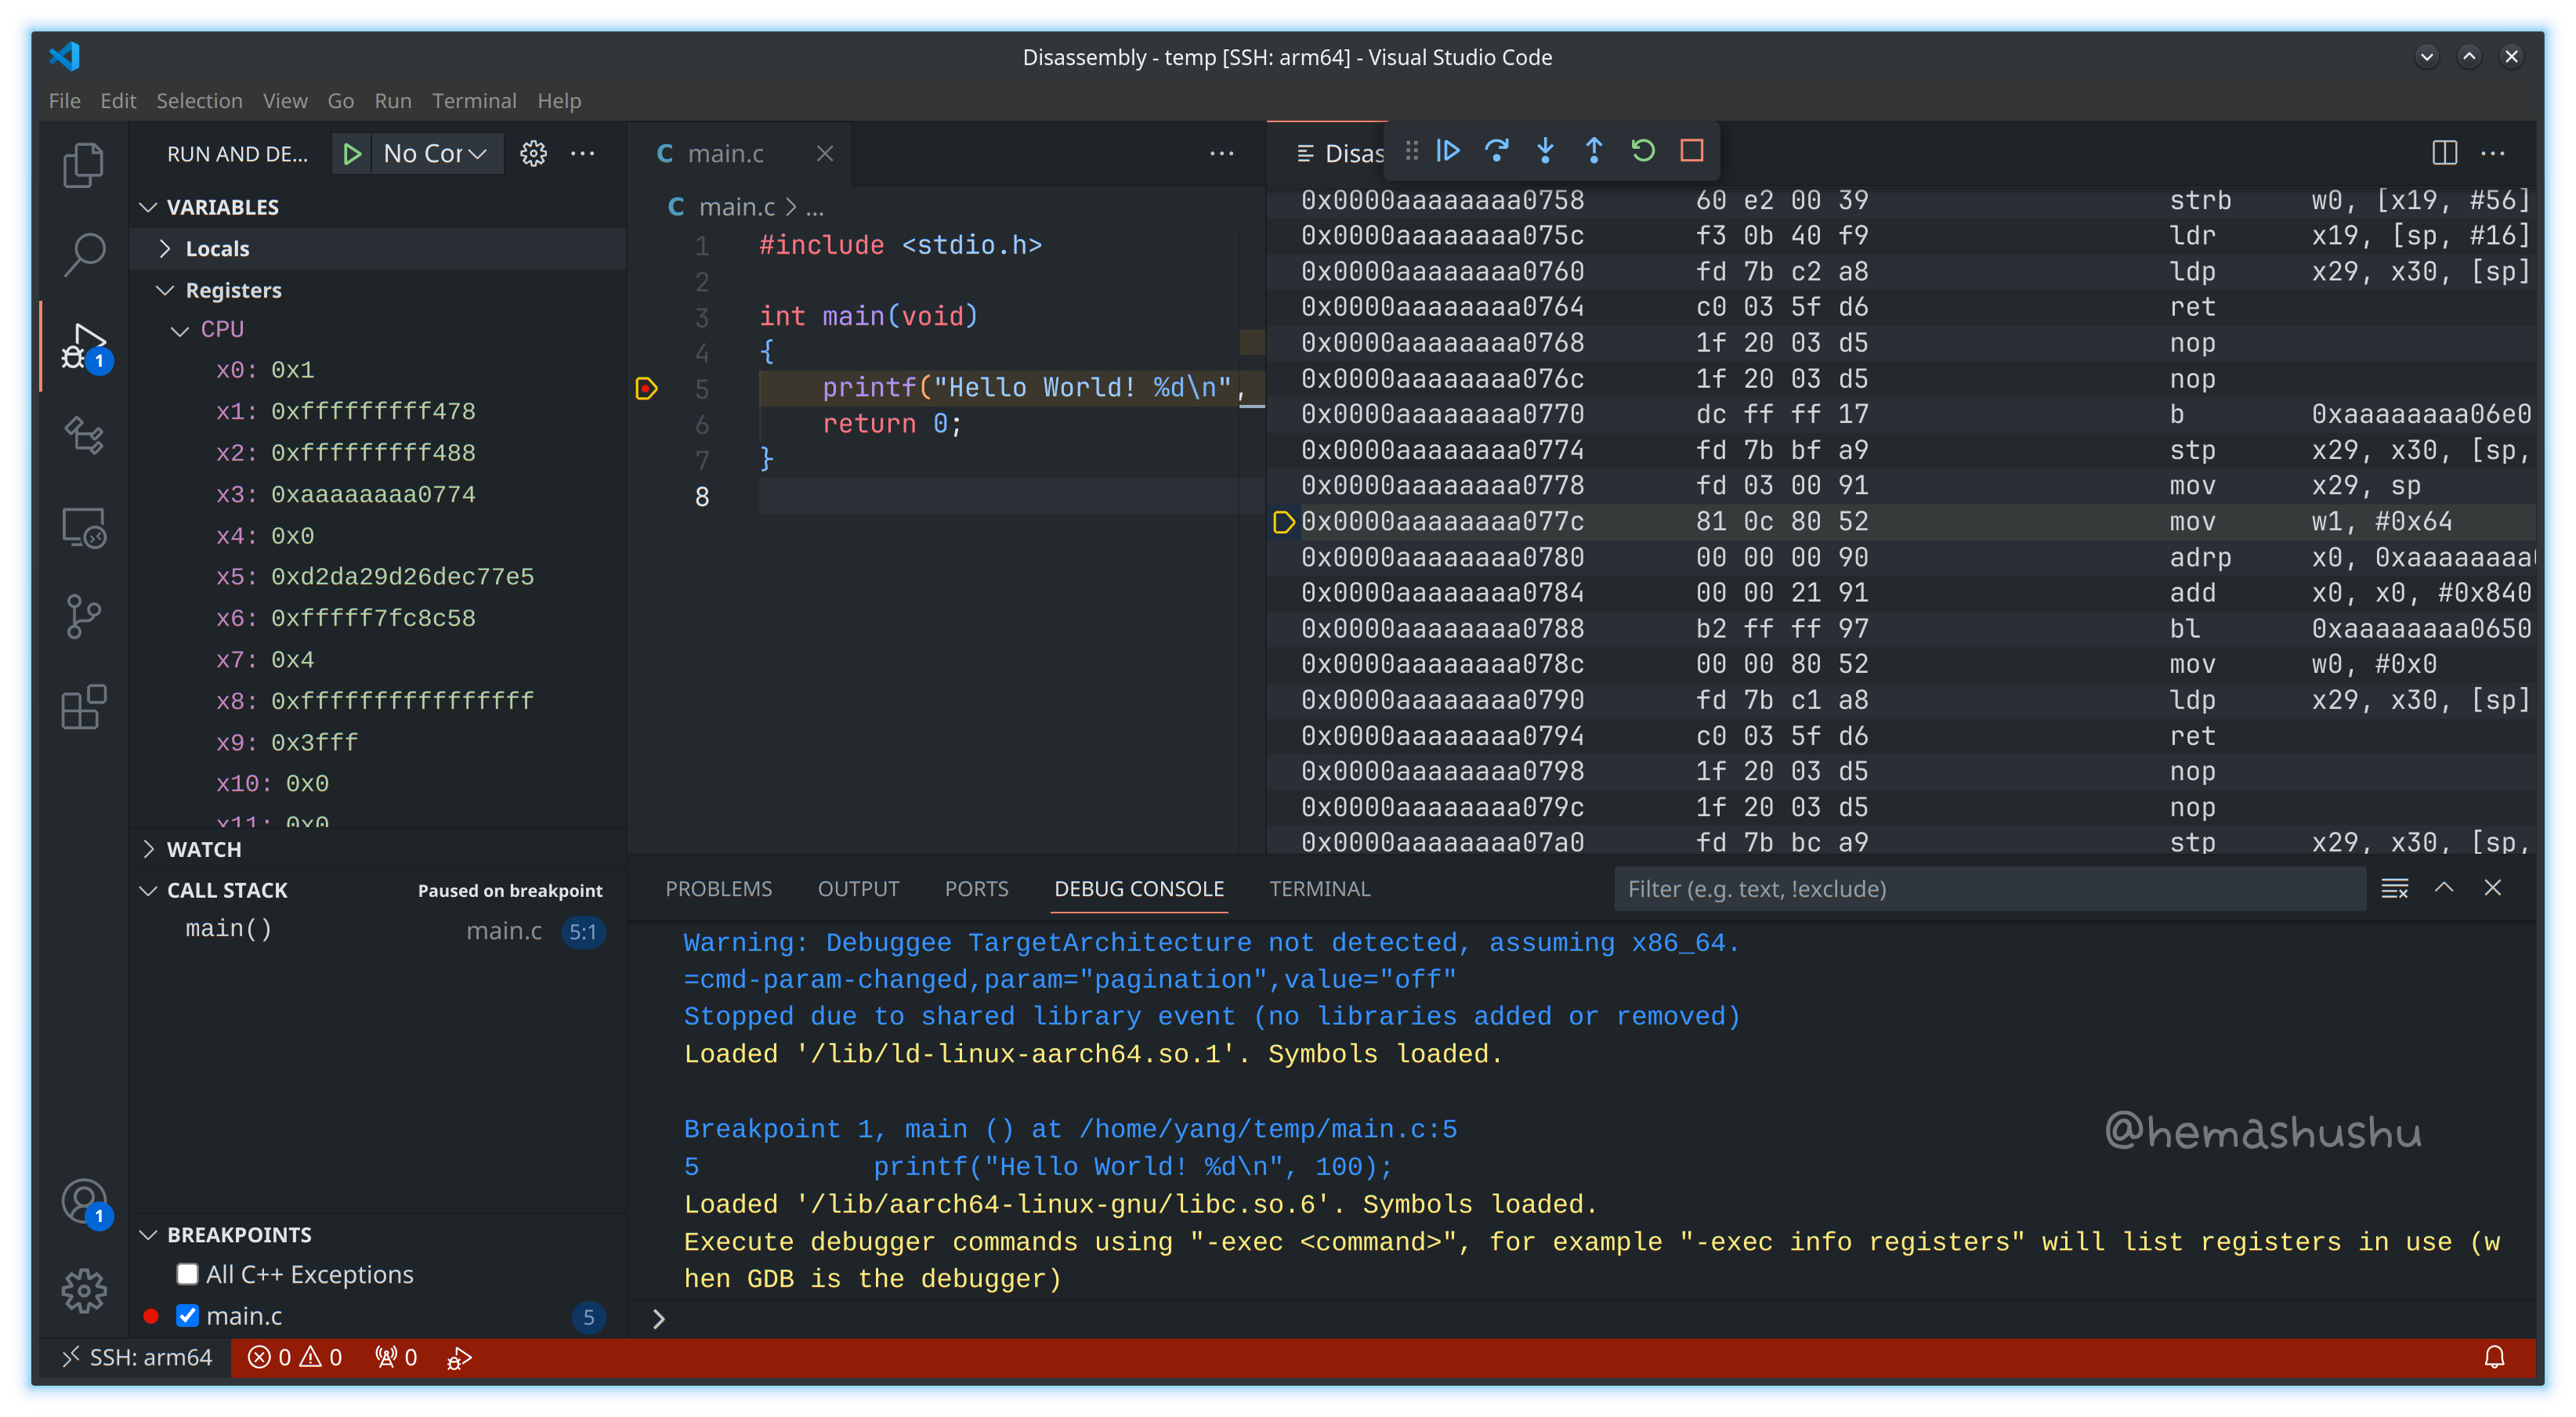 Disassembly - temp [SSH: arm64] - Visual Studio Code
File Edit Selection View Go Run Terminal Help
RUN AND DE... No Cor
VARIABLES
Locals
Registers
CPU
x0: 0x1
x1: 0xfffffffff478
x2: 0xfffffffff488
x3: 0xaaaaaaaa0774
x4: 0x0
x5: 0xd2da29d26dec77e5
x6: 0xfffff7fc8c58
x7: 0x4
x8: 0xffffffffffffffff
x9: 0x3fff
x10: 0x0
x11: 0x0
WATCH
CALL STACK Paused on breakpoint
main() main.c 5:1
BREAKPOINTS
All C++ Exceptions
main.c 5
1
1
C main.c
C main.c > ...
1 #include <stdio.h>
2
3 int main(void)
4 {
5 printf("Hello World! %d\n",
6 return 0;
7 }
8
Disas
0x0000aaaaaaaa0758 60 e2 00 39 strb w0, [x19, #56]
0x0000aaaaaaaa075c f3 0b 40 f9 ldr x19, [sp, #16]
0x0000aaaaaaaa0760 fd 7b c2 a8 ldp x29, x30, [sp]
0x0000aaaaaaaa0764 c0 03 5f d6 ret
0x0000aaaaaaaa0768 1f 20 03 d5 nop
0x0000aaaaaaaa076c 1f 20 03 d5 nop
0x0000aaaaaaaa0770 dc ff ff 17 b 0xaaaaaaaa06e0
0x0000aaaaaaaa0774 fd 7b bf a9 stp x29, x30, [sp,
0x0000aaaaaaaa0778 fd 03 00 91 mov x29, sp
0x0000aaaaaaaa077c 81 0c 80 52 mov w1, #0x64
0x0000aaaaaaaa0780 00 00 00 90 adrp x0, 0xaaaaaaaa
0x0000aaaaaaaa0784 00 00 21 91 add x0, x0, #0x840
0x0000aaaaaaaa0788 b2 ff ff 97 bl 0xaaaaaaaa0650
0x0000aaaaaaaa078c 00 00 80 52 mov w0, #0x0
0x0000aaaaaaaa0790 fd 7b c1 a8 ldp x29, x30, [sp]
0x0000aaaaaaaa0794 c0 03 5f d6 ret
0x0000aaaaaaaa0798 1f 20 03 d5 nop
0x0000aaaaaaaa079c 1f 20 03 d5 nop
0x0000aaaaaaaa07a0 fd 7b bc a9 stp x29, x30, [sp,
PROBLEMS OUTPUT PORTS DEBUG CONSOLE TERMINAL Filter (e.g. text, !exclude)
Warning: Debuggee TargetArchitecture not detected, assuming x86_64.
=cmd-param-changed,param="pagination",value="off"
Stopped due to shared library event (no libraries added or removed)
Loaded '/lib/ld-linux-aarch64.so.1'. Symbols loaded.
Breakpoint 1, main () at /home/yang/temp/main.c:5
5 printf("Hello World! %d\n", 100);
Loaded '/lib/aarch64-linux-gnu/libc.so.6'. Symbols loaded.
Execute debugger commands using "-exec <command>", for example "-exec info registers" will list registers in use (w
hen GDB is the debugger)
>
@hemashushu
SSH: arm64 0 0 0